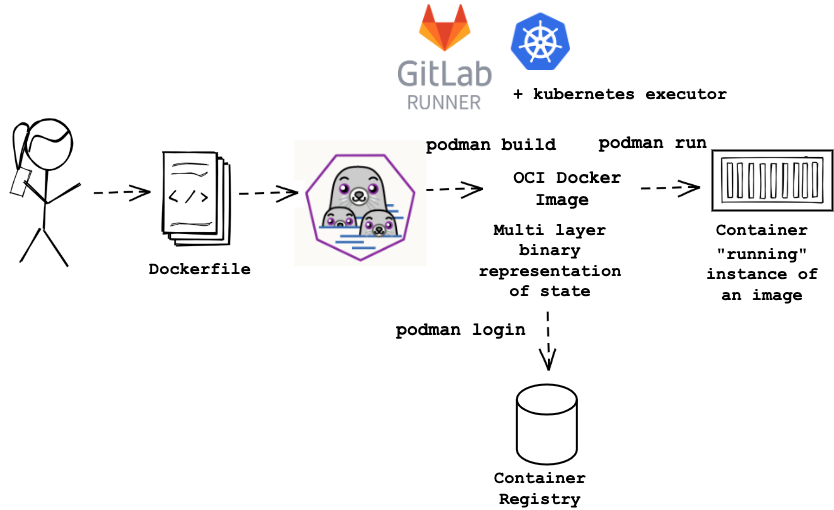 GitLab
RUNNER
+ kubernetes executor
podman build
podman run
</>
Dockerfile
OCI Docker
Image
Multi layer
binary
representation
of state
Container
"running"
instance of
an image
podman login
Container
Registry